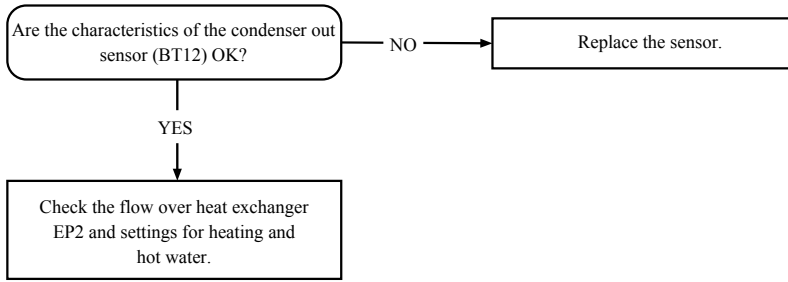 Are the characteristics of the condenser out
sensor (BT12) OK?
NO
Replace the sensor.
YES
Check the flow over heat exchanger
EP2 and settings for heating and
hot water.